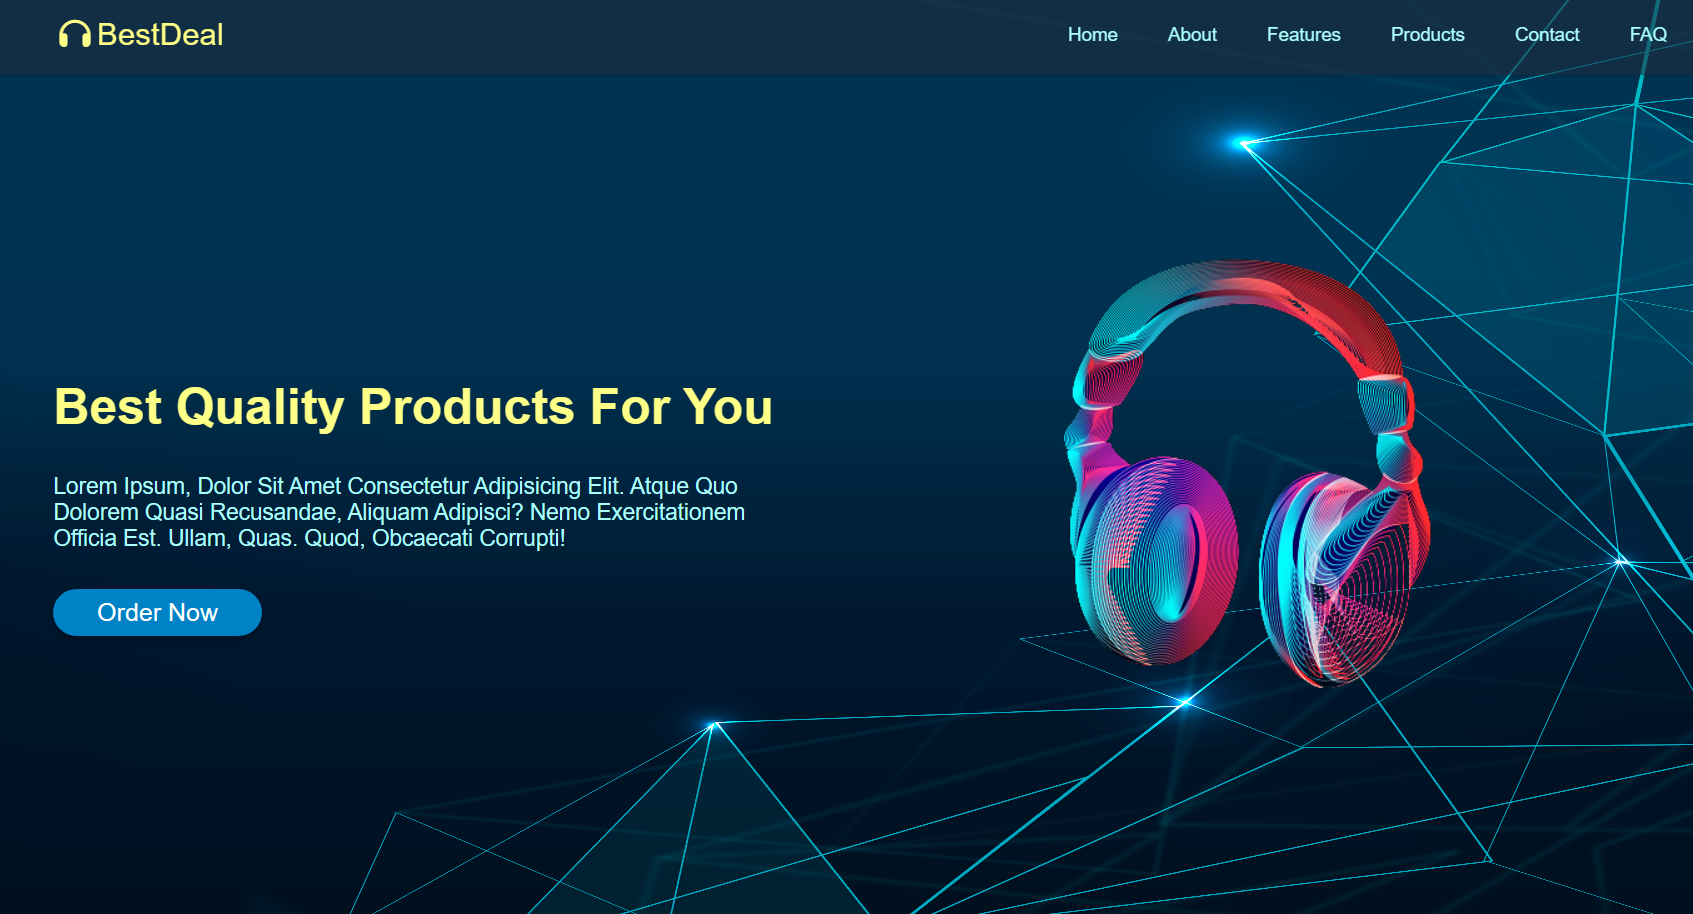 BestDeal
Home About Features Products Contact FAQ
Best Quality Products For You
Lorem Ipsum, Dolor Sit Amet Consectetur Adipisicing Elit. Atque Quo
Dolorem Quasi Recusandae, Aliquam Adipisci? Nemo Exercitationem
Officia Est. Ullam, Quas. Quod, Obcaecati Corrupti!
Order Now